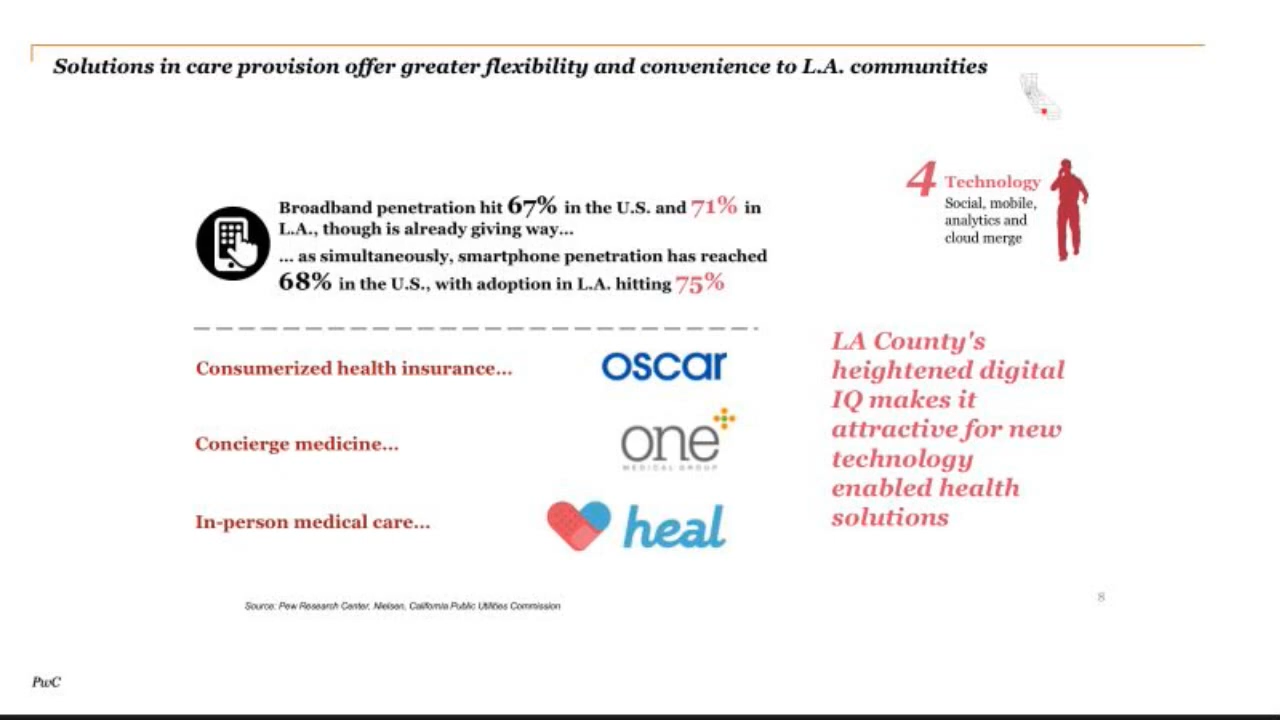 Solutions in care provision offer greater flexibility and convenience to L.A. communities
4 Technology
Social, mobile,
analytics and
cloud merge
Broadband penetration hit 67% in the U.S. and 71% in
L.A., though is already giving way...
... as simultaneously, smartphone penetration has reached
68% in the U.S., with adoption in L.A. hitting 75%
Consumerized health insurance...
oscar
Concierge medicine...
one
MEDICAL GROUP
In-person medical care...
heal
LA County's
heightened digital
IQ makes it
attractive for new
technology
enabled health
solutions
Source: Pew Research Center, Nielsen, California Public Utilities Commission
8
PwC